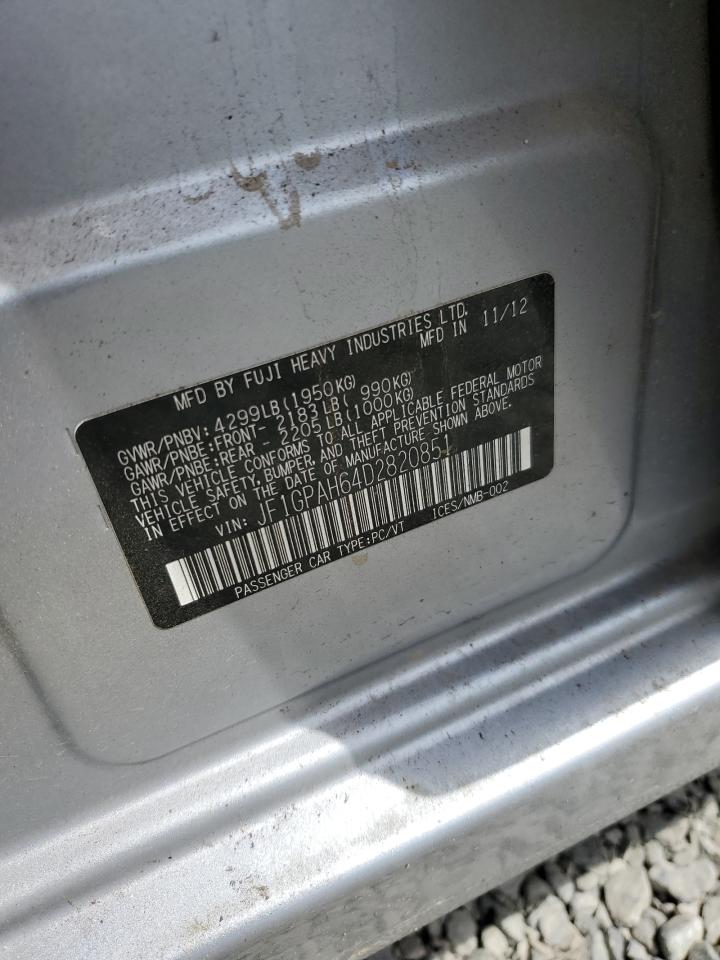 MFD BY FUJI HEAVY INDUSTRIES LTD.
MFD IN 11/12
GVWR/PNBV: 4299LB(1950KG)
GAWR/PNBE:FRONT- 2183LB( 990KG)
GAWR/PNBE:REAR - 2205LB(1000KG)
THIS VEHICLE CONFORMS TO ALL APPLICABLE FEDERAL MOTOR
VEHICLE SAFETY, BUMPER, AND THEFT PREVENTION STANDARDS
IN EFFECT ON THE DATE OF MANUFACTURE SHOWN ABOVE.
VIN: JF1GPAH64D2820851
PASSENGER CAR TYPE:PC/VT ICES/NMB-002